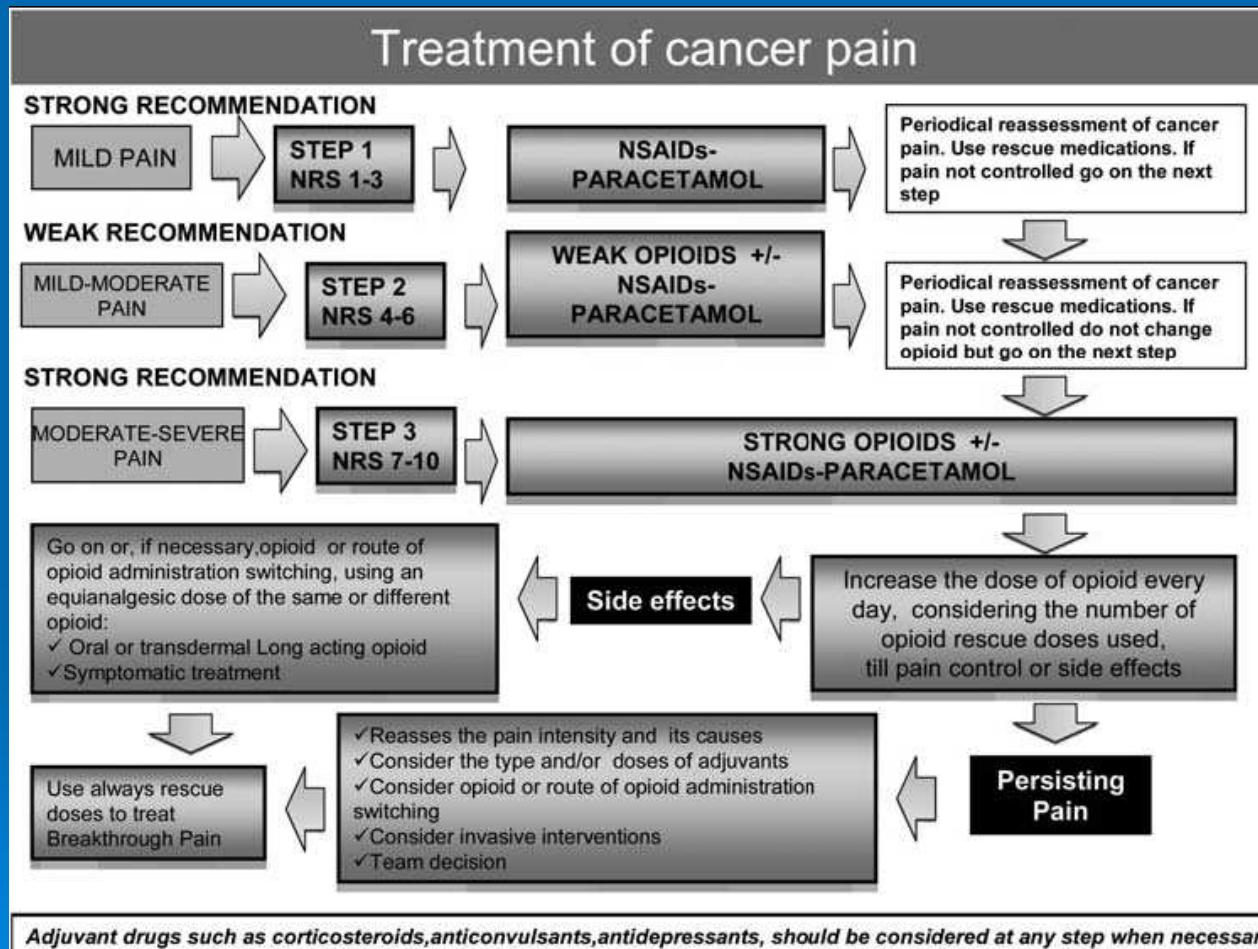 Treatment of cancer pain
STRONG RECOMMENDATION
MILD PAIN
STEP 1
NRS 1-3
NSAIDs-
PARACETAMOL
Periodical reassessment of cancer
pain. Use rescue medications. If
pain not controlled go on the next
step
WEAK RECOMMENDATION
MILD-MODERATE
PAIN
STEP 2
NRS 4-6
WEAK OPIOIDS +/-
NSAIDs-
PARACETAMOL
Periodical reassessment of cancer
pain. Use rescue medications. If
pain not controlled do not change
opioid but go on the next step
STRONG RECOMMENDATION
MODERATE-SEVERE
PAIN
STEP 3
NRS 7-10
STRONG OPIOIDS +/-
NSAIDs-PARACETAMOL
Go on or, if necessary,opioid or route of
opioid administration switching, using an
equianalgesic dose of the same or different
opioid:
✓ Oral or transdermal Long acting opioid
✓Symptomatic treatment
Side effects
Increase the dose of opioid every
day, considering the number of
opioid rescue doses used,
till pain control or side effects
Use always rescue
doses to treat
Breakthrough Pain
✓Reasses the pain intensity and its causes
✓Consider the type and/or doses of adjuvants
✓Consider opioid or route of opioid administration
switching
✓Consider invasive interventions
✓Team decision
Persisting
Pain
Adjuvant drugs such as corticosteroids,anticonvulsants,antidepressants, should be considered at any step when necessa